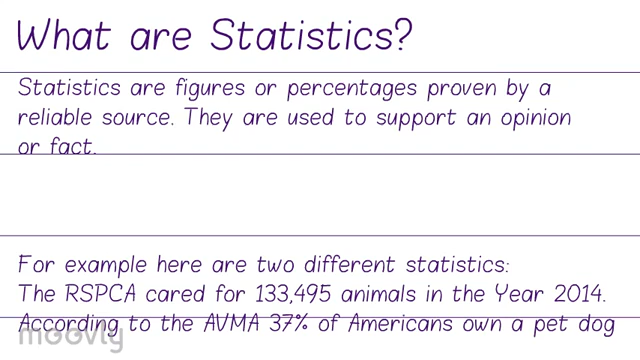 What are Statistics?
Statistics are figures or percentages proven by a
reliable source. They are used to support an opinion
or fact.
For example here are two different statistics:
The RSPCA cared for 133,495 animals in the Year 2014.
According to the AVMA 37% of Americans own a pet dog
moovly